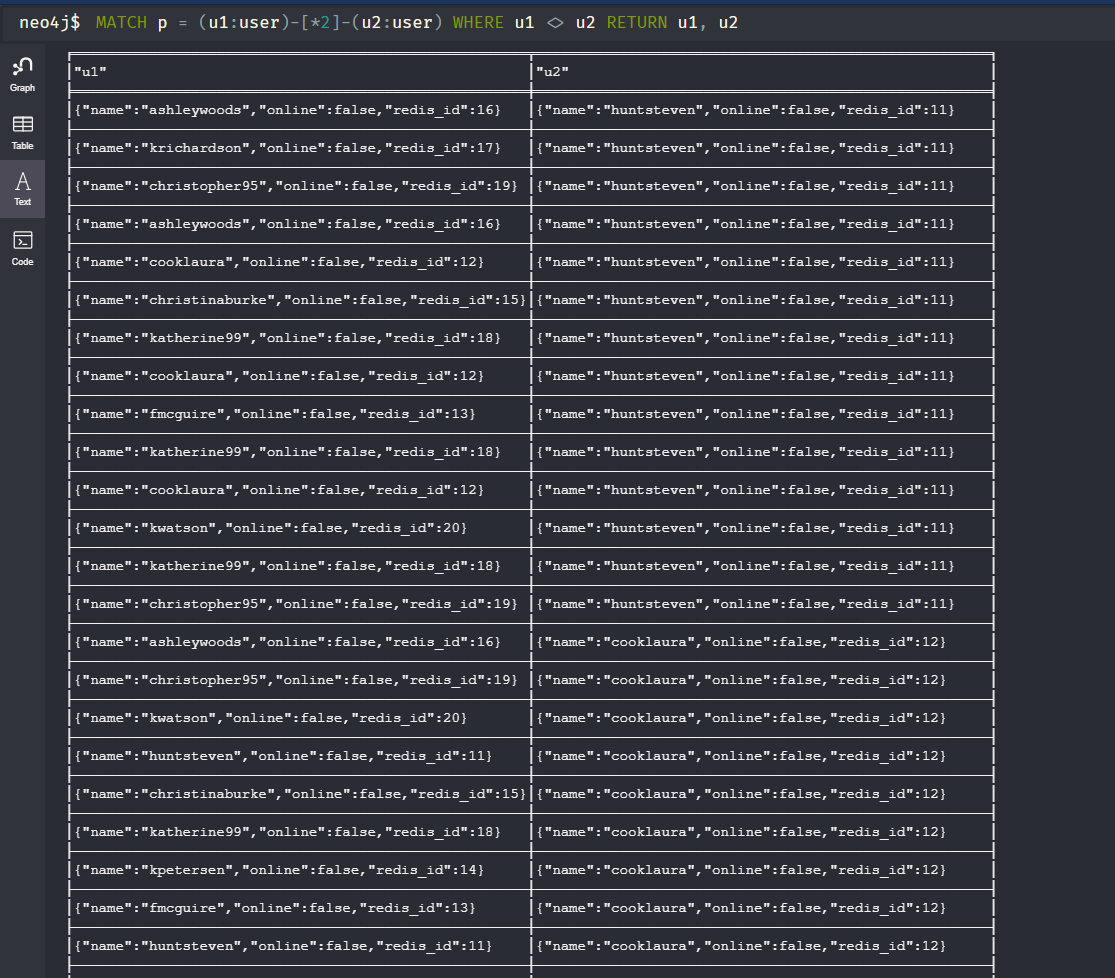 neo4j$ MATCH p = (u1:user)-[*2]-(u2:user) WHERE u1 <> u2 RETURN u1, u2
Graph
Table
A
Text
Code
"u1" "u2"
{"name":"ashleywoods","online":false,"redis_id":16} {"name":"huntsteven","online":false,"redis_id":11}
{"name":"krichardson","online":false,"redis_id":17} {"name":"huntsteven","online":false,"redis_id":11}
{"name":"christopher95","online":false,"redis_id":19} {"name":"huntsteven","online":false,"redis_id":11}
{"name":"ashleywoods","online":false,"redis_id":16} {"name":"huntsteven","online":false,"redis_id":11}
{"name":"cooklaura","online":false,"redis_id":12} {"name":"huntsteven","online":false,"redis_id":11}
{"name":"christinaburke","online":false,"redis_id":15} {"name":"huntsteven","online":false,"redis_id":11}
{"name":"katherine99","online":false,"redis_id":18} {"name":"huntsteven","online":false,"redis_id":11}
{"name":"cooklaura","online":false,"redis_id":12} {"name":"huntsteven","online":false,"redis_id":11}
{"name":"fmcguire","online":false,"redis_id":13} {"name":"huntsteven","online":false,"redis_id":11}
{"name":"katherine99","online":false,"redis_id":18} {"name":"huntsteven","online":false,"redis_id":11}
{"name":"cooklaura","online":false,"redis_id":12} {"name":"huntsteven","online":false,"redis_id":11}
{"name":"kwatson","online":false,"redis_id":20} {"name":"huntsteven","online":false,"redis_id":11}
{"name":"katherine99","online":false,"redis_id":18} {"name":"huntsteven","online":false,"redis_id":11}
{"name":"christopher95","online":false,"redis_id":19} {"name":"huntsteven","online":false,"redis_id":11}
{"name":"ashleywoods","online":false,"redis_id":16} {"name":"cooklaura","online":false,"redis_id":12}
{"name":"christopher95","online":false,"redis_id":19} {"name":"cooklaura","online":false,"redis_id":12}
{"name":"kwatson","online":false,"redis_id":20} {"name":"cooklaura","online":false,"redis_id":12}
{"name":"huntsteven","online":false,"redis_id":11} {"name":"cooklaura","online":false,"redis_id":12}
{"name":"christinaburke","online":false,"redis_id":15} {"name":"cooklaura","online":false,"redis_id":12}
{"name":"katherine99","online":false,"redis_id":18} {"name":"cooklaura","online":false,"redis_id":12}
{"name":"kpetersen","online":false,"redis_id":14} {"name":"cooklaura","online":false,"redis_id":12}
{"name":"fmcguire","online":false,"redis_id":13} {"name":"cooklaura","online":false,"redis_id":12}
{"name":"huntsteven","online":false,"redis_id":11} {"name":"cooklaura","online":false,"redis_id":12}